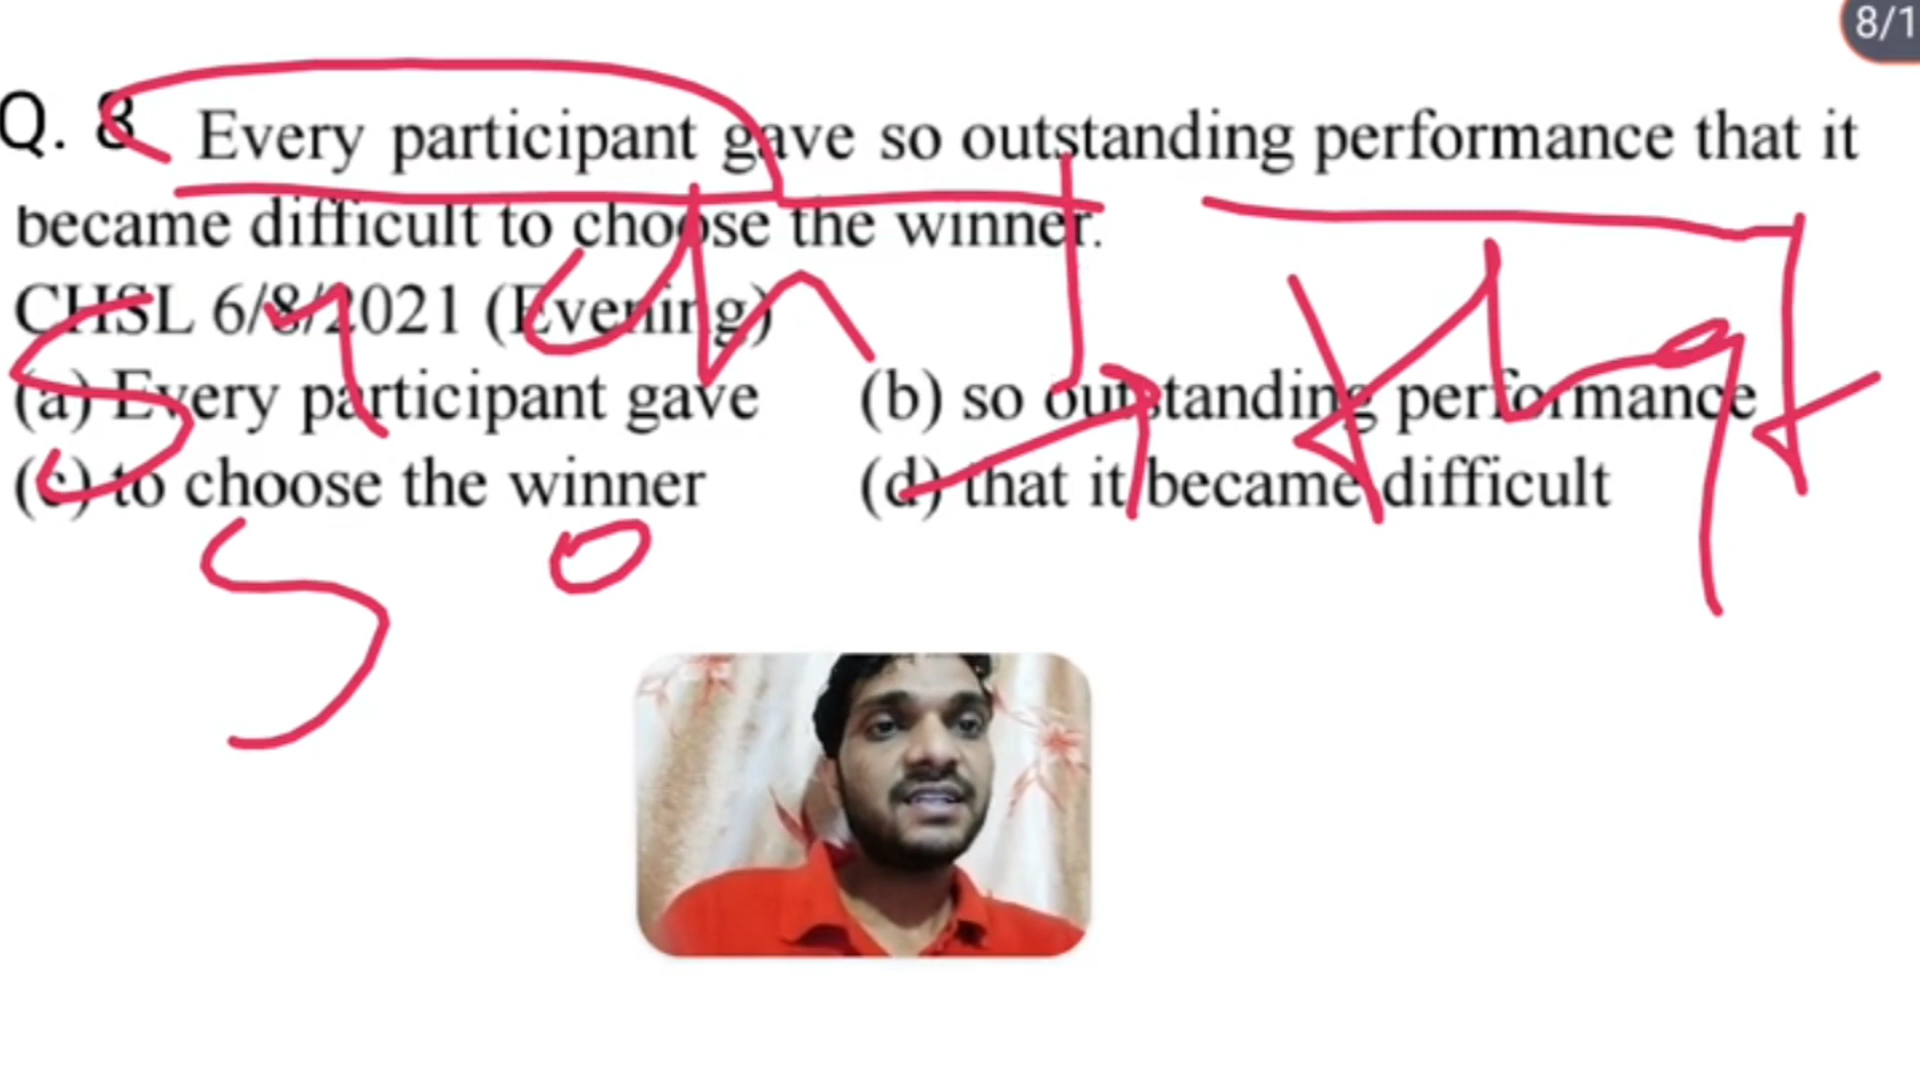 8/1
Q. 8 Every participant gave so outstanding performance that it
became difficult to choose the winner.
CHSL 6/8/2021 (Evening)
(a) Every participant gave (b) so outstanding performance
(c) to choose the winner (d) that it became difficult